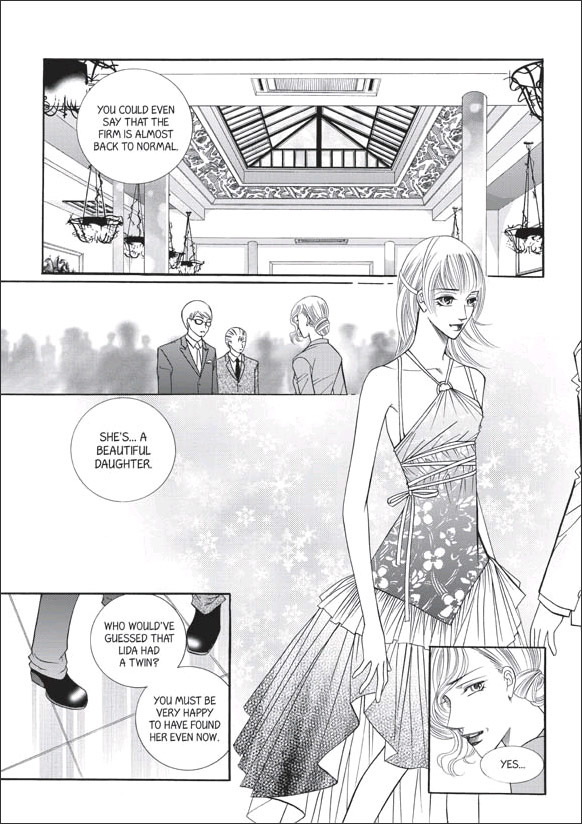 YOU COULD EVEN
SAY THAT THE
FIRM IS ALMOST
BACK TO NORMAL.
SHE'S... A
BEAUTIFUL
DAUGHTER.
WHO WOULD'VE
GUESSED THAT
LIDA HAD
A TWIN?
YOU MUST BE
VERY HAPPY
TO HAVE FOUND
HER EVEN NOW.
YES...